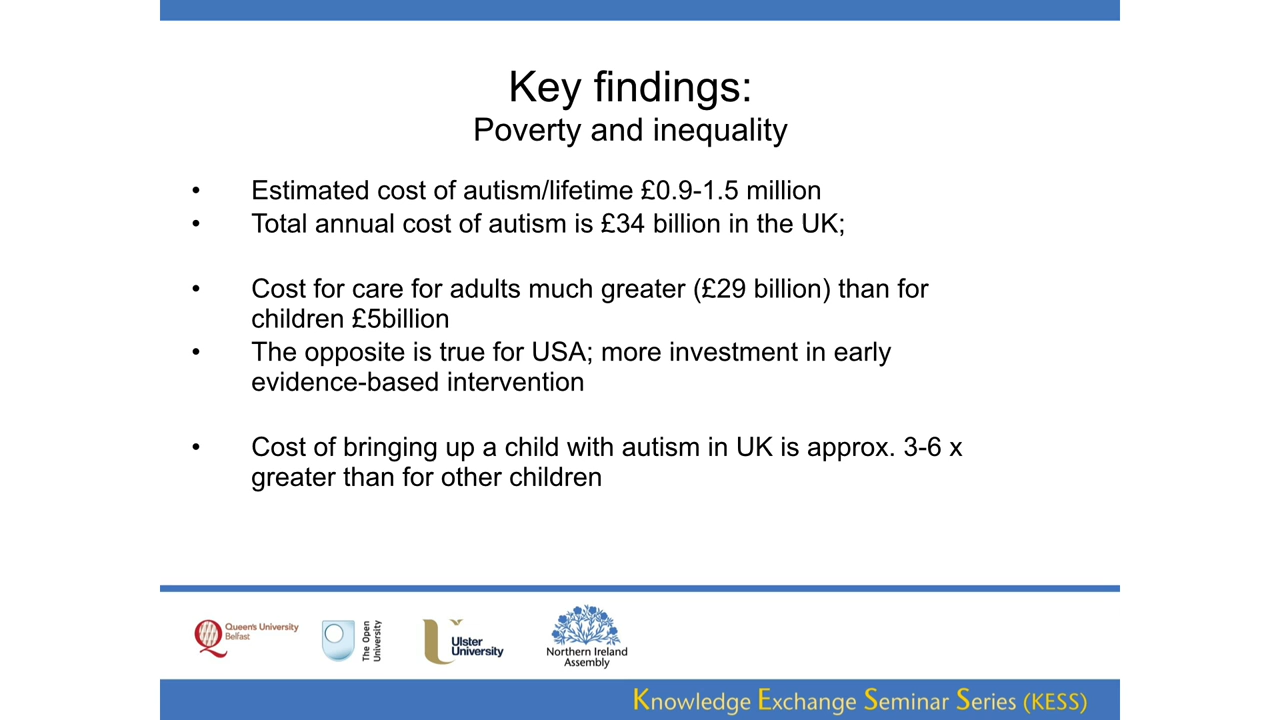 Key findings:
Poverty and inequality
• Estimated cost of autism/lifetime £0.9-1.5 million
• Total annual cost of autism is £34 billion in the UK;
• Cost for care for adults much greater (£29 billion) than for
children £5billion
• The opposite is true for USA; more investment in early
evidence-based intervention
• Cost of bringing up a child with autism in UK is approx. 3-6 x
greater than for other children
Queen's University
Belfast
The Open
University
Ulster
University
Northern Ireland
Assembly
Knowledge Exchange Seminar Series (KESS)